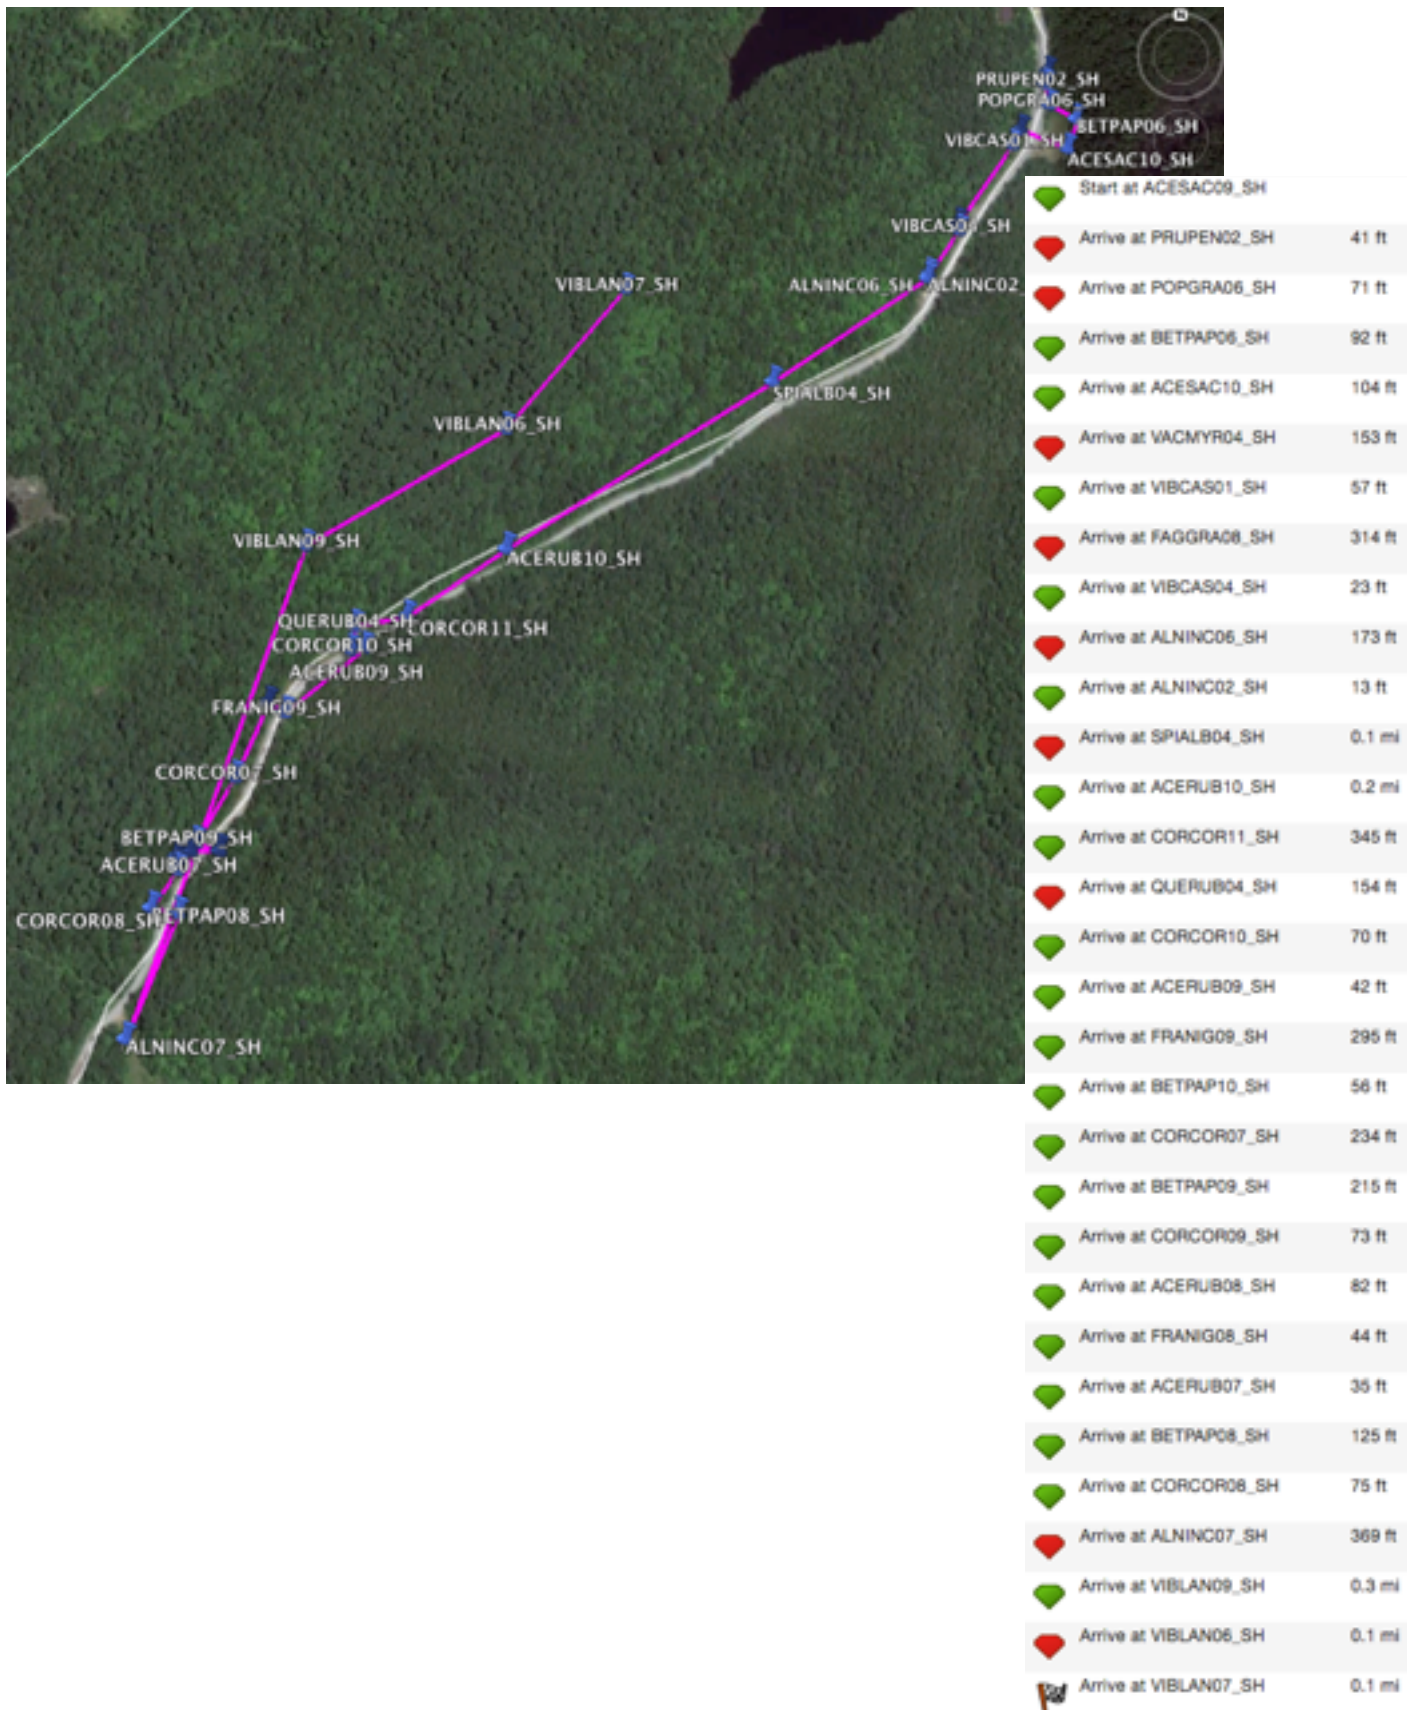 N
PRUPEN02_SH
POPGRA06_SH
BETPAP06_SH
VIBCAS01_SH
ACESAC10_SH
VIBCAS04_SH
VIBLAN07_SH
ALNINC06_SH
ALNINC02_
SPIALB04_SH
VIBLAN06_SH
VIBLAN09_SH
ACERUB10_SH
QUERUB04_SH
CORCOR11_SH
CORCOR10_SH
ACERUB09_SH
FRANIG09_SH
CORCOR07_SH
BETPAP09_SH
ACERUB07_SH
CORCOR08_SH
BETPAP08_SH
ALNINC07_SH
Start at ACESAC09_SH
Arrive at PRUPEN02_SH 41 ft
Arrive at POPGRA06_SH 71 ft
Arrive at BETPAP06_SH 92 ft
Arrive at ACESAC10_SH 104 ft
Arrive at VACMYR04_SH 153 ft
Arrive at VIBCAS01_SH 57 ft
Arrive at FAGGRA08_SH 314 ft
Arrive at VIBCAS04_SH 23 ft
Arrive at ALNINC06_SH 173 ft
Arrive at ALNINC02_SH 13 ft
Arrive at SPIALB04_SH 0.1 mi
Arrive at ACERUB10_SH 0.2 mi
Arrive at CORCOR11_SH 345 ft
Arrive at QUERUB04_SH 154 ft
Arrive at CORCOR10_SH 70 ft
Arrive at ACERUB09_SH 42 ft
Arrive at FRANIG09_SH 295 ft
Arrive at BETPAP10_SH 56 ft
Arrive at CORCOR07_SH 234 ft
Arrive at BETPAP09_SH 215 ft
Arrive at CORCOR09_SH 73 ft
Arrive at ACERUB08_SH 82 ft
Arrive at FRANIG08_SH 44 ft
Arrive at ACERUB07_SH 35 ft
Arrive at BETPAP08_SH 125 ft
Arrive at CORCOR08_SH 75 ft
Arrive at ALNINC07_SH 369 ft
Arrive at VIBLAN09_SH 0.3 mi
Arrive at VIBLAN06_SH 0.1 mi
Arrive at VIBLAN07_SH 0.1 mi